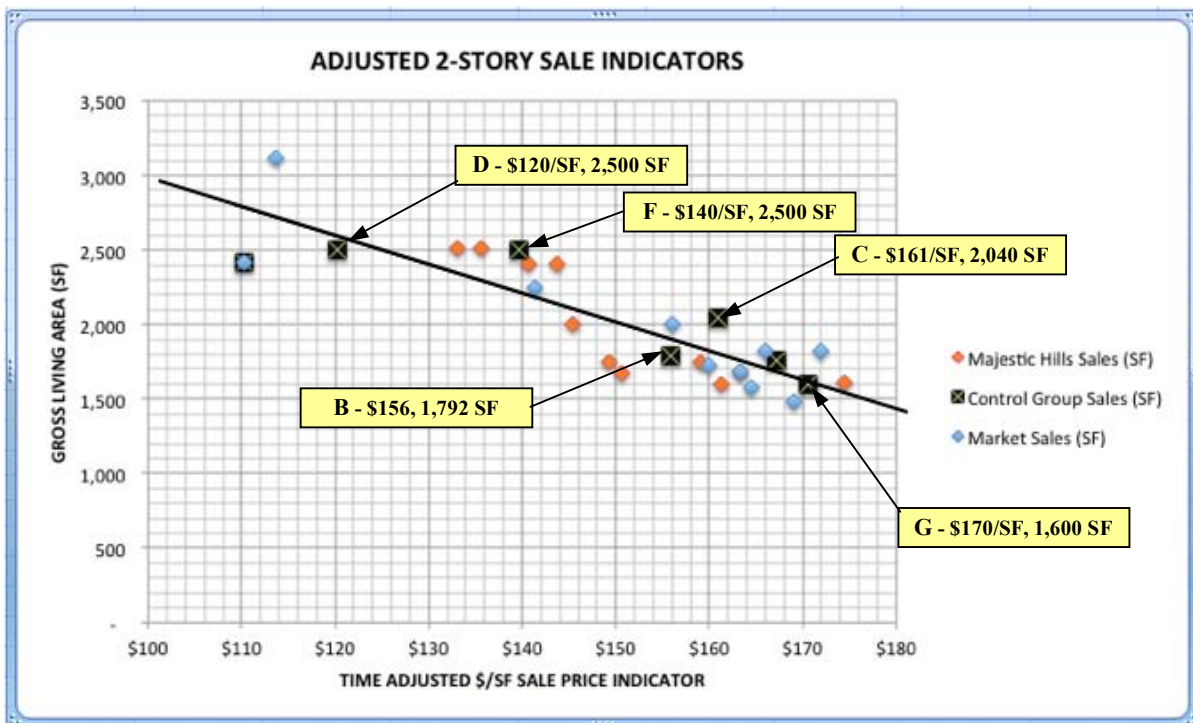 ADJUSTED 2-STORY SALE INDICATORS
3,500
3,000
2,500
2,000
1,500
1,000
500
-
GROSS LIVING AREA (SF)
D - $120/SF, 2,500 SF
F - $140/SF, 2,500 SF
C - $161/SF, 2,040 SF
B - $156, 1,792 SF
G - $170/SF, 1,600 SF
Majestic Hills Sales (SF)
Control Group Sales (SF)
Market Sales (SF)
$100 $110 $120 $130 $140 $150 $160 $170 $180
TIME ADJUSTED $/SF SALE PRICE INDICATOR